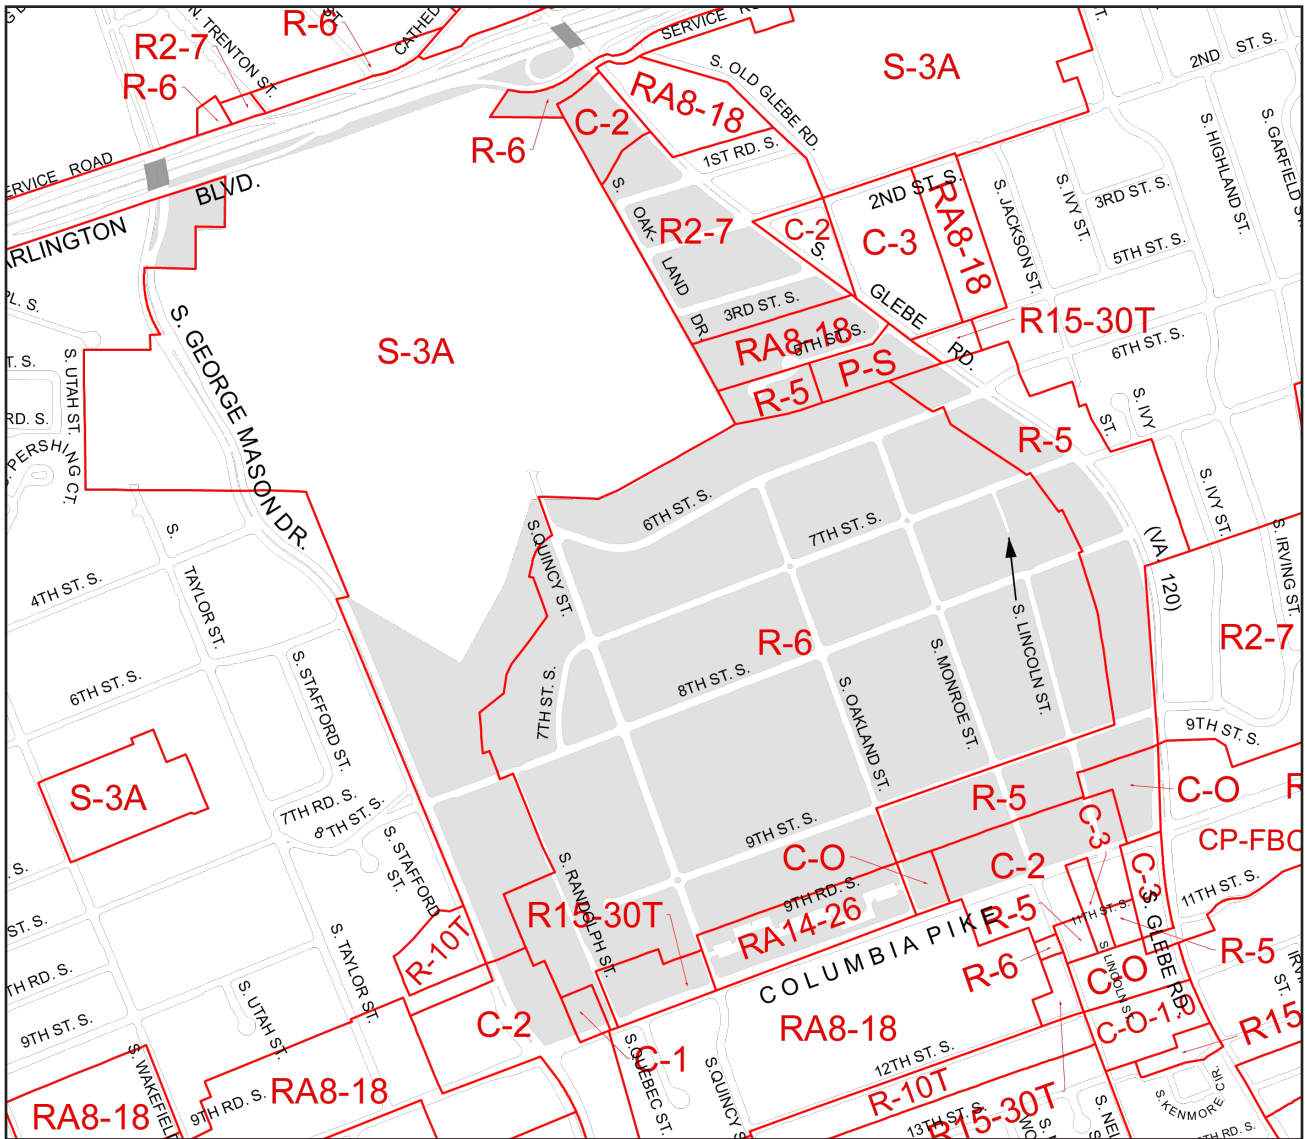 R-6
CATHED
SERVICE
N. TRENTON ST.
R2-7
R-6
S-3A
2ND ST. S.
S. OLD GLEBE RD.
RA8-18
C-2
R-6
1ST RD. S.
S. HIGHLAND ST.
S. GARFIELD S
SERVICE ROAD
BLVD.
ARLINGTON
S. OAK-
LAND
DR.
R2-7
C-2
S.
GLEBE
RD.
2ND ST. S.
C-3
RA8-18
S. JACKSON ST.
S. IVY ST.
3RD ST. S.
5TH ST. S.
PL. S.
3RD ST. S.
RA8-18
5TH ST. S.
R15-30T
6TH ST. S.
S. GEORGE MASON DR.
S-3A
T. S.
S. UTAH ST.
R-5
P-S
RD. S.
S. PERSHING CT.
R-5
S. IVY
ST.
S. IVY ST.
6TH ST. S.
7TH ST. S.
S. QUINCY ST.
S.
TAYLOR ST.
(VA. 120)
S. IRVING ST.
4TH ST. S.
R-6
S. LINCOLN ST.
R2-7
6TH ST. S.
S. STAFFORD ST.
7TH ST. S.
8TH ST. S.
S. OAKLAND ST.
S. MONROE ST.
9TH ST. S.
S-3A
7TH RD. S.
8TH ST. S.
R-5
C-O
9TH ST. S.
C-3
CP-FBC
S. STAFFORD
ST.
S. RANDOLPH ST.
C-O
C-2
C-3
11TH ST. S.
. S.
9TH RD. S.
R15-30T
RA14-26
R-5
11TH ST. S.
ST. S.
R-10T
S. TAYLOR ST.
COLUMBIA PIKE
R-6
C-O
S. LINCOLN ST.
S. GLEBE RD.
R-5
TH RD. S.
S. UTAH ST.
C-2
RA8-18
C-O-1.0
R15
ST.
9TH ST. S.
C-1
S. QUEBEC ST.
S. QUINCY S
12TH ST. S.
S. WAKEFIEL
RA8-18
9TH RD. S.
RA8-18
R-10T
R15-30T
13TH ST. S.
S. NEL
S. KENMORE CIR.
RD. S.